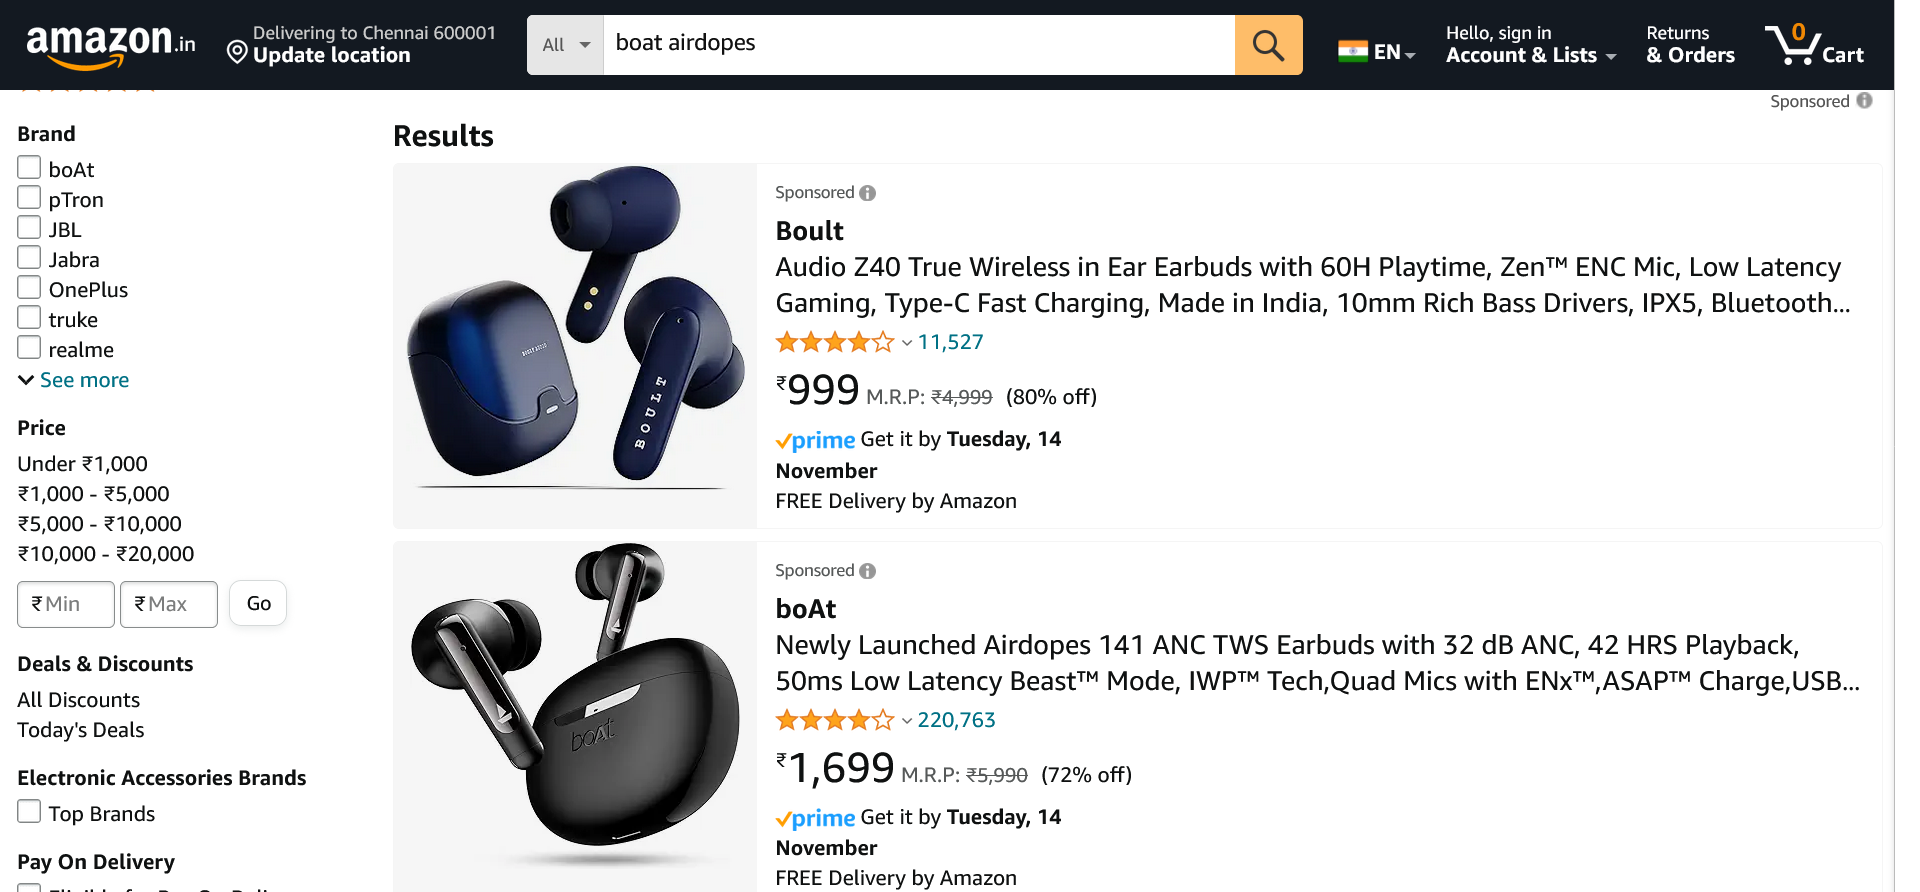 amazon.in
Delivering to Chennai 600001
Update location
All
boat airdopes
EN
Hello, sign in
Account & Lists
Returns
& Orders
0
Cart
Sponsored
Brand
boAt
pTron
JBL
Jabra
OnePlus
truke
realme
See more
Price
Under ₹1,000
₹1,000 - ₹5,000
₹5,000 - ₹10,000
₹10,000 - ₹20,000
₹ Min
₹ Max
Go
Deals & Discounts
All Discounts
Today's Deals
Electronic Accessories Brands
Top Brands
Pay On Delivery
Results
BOULT
Sponsored
Boult
Audio Z40 True Wireless in Ear Earbuds with 60H Playtime, Zen™ ENC Mic, Low Latency
Gaming, Type-C Fast Charging, Made in India, 10mm Rich Bass Drivers, IPX5, Bluetooth...
11,527
₹999 M.R.P: ₹4,999 (80% off)
prime Get it by Tuesday, 14
November
FREE Delivery by Amazon
boAt
Sponsored
boAt
Newly Launched Airdopes 141 ANC TWS Earbuds with 32 dB ANC, 42 HRS Playback,
50ms Low Latency Beast™ Mode, IWP™ Tech,Quad Mics with ENx™,ASAP™ Charge,USB...
220,763
₹1,699 M.R.P: ₹5,990 (72% off)
prime Get it by Tuesday, 14
November
FREE Delivery by Amazon